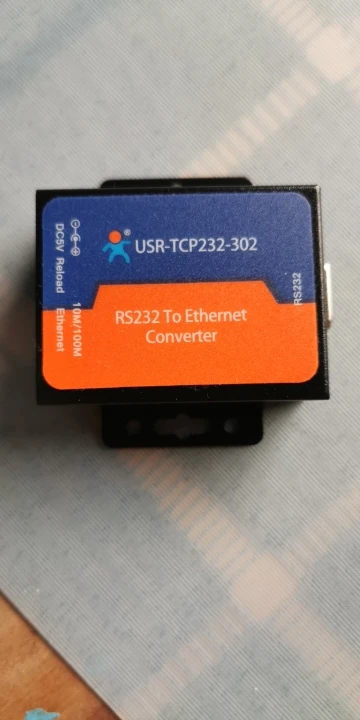 ® USR-TCP232-302
RS232 To Ethernet
Converter
RS232
DC5V Reload Ethernet
10M/100M